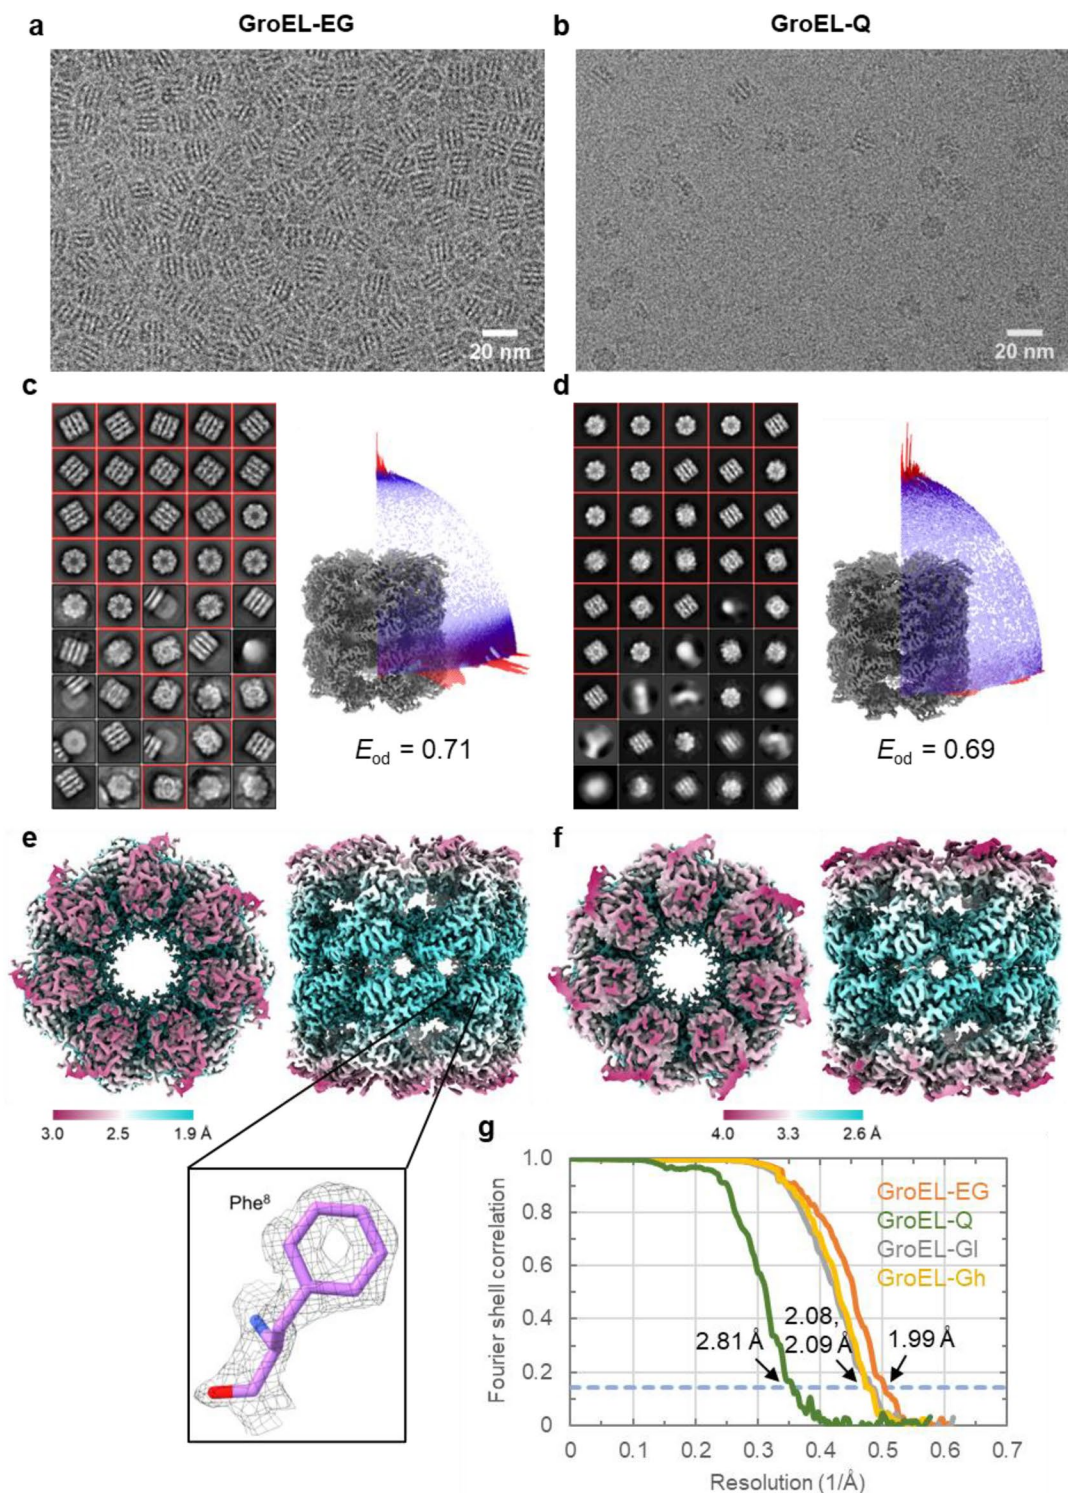 GroEL-EG
GroEL-Q
a
b
20 nm
20 nm
c
d
E_od = 0.71
E_od = 0.69
e
f
3.0 2.5 1.9 Å
4.0 3.3 2.6 Å
g
Phe⁸
Fourier shell correlation
1.0
0.8
0.6
0.4
0.2
0
GroEL-EG
GroEL-Q
GroEL-Gl
GroEL-Gh
2.81 Å
2.08,
2.09 Å
1.99 Å
0 0.1 0.2 0.3 0.4 0.5 0.6 0.7
Resolution (1/Å)